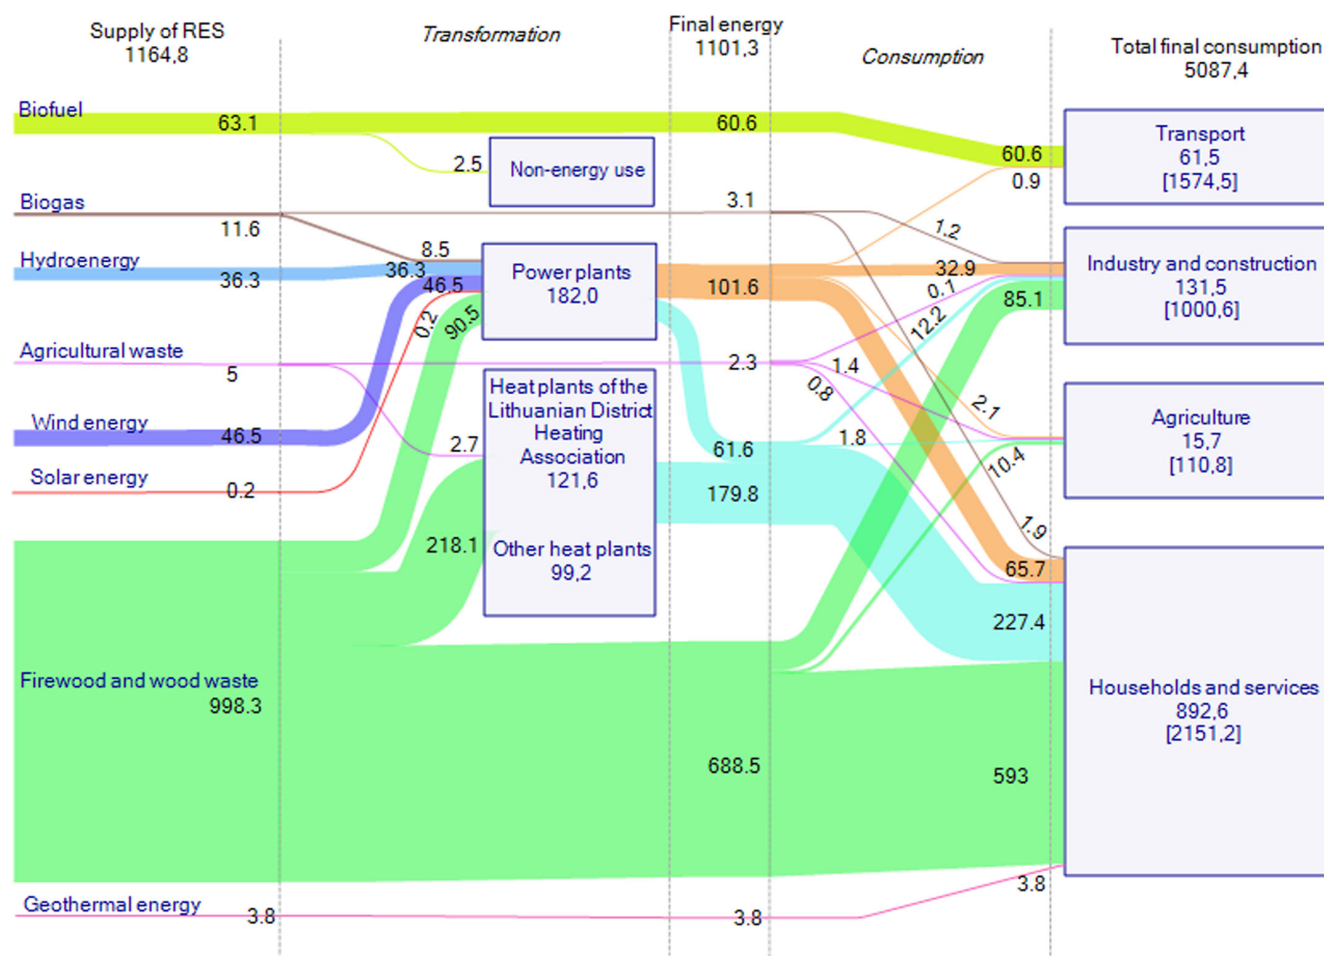 Supply of RES
1164,8
Transformation
Final energy
1101,3
Consumption
Total final consumption
5087,4
Biofuel
63.1
60.6
60.6
0.9
Transport
61,5
[1574,5]
2.5
Non-energy use
Biogas
11.6
3.1
8.5
1.2
Hydroenergy
36.3
36.3
46.5
0.2
90.5
Power plants
182,0
101.6
32.9
0.7
12.2
85.1
Industry and construction
131,5
[1000,6]
Agricultural waste
5
2.3
1.4
0.8
2.7
Heat plants of the
Lithuanian District
Heating
Association
121,6
Other heat plants
99,2
Wind energy
46.5
Solar energy
0.2
218.1
61.6
179.8
1.8
2.1
10.4
Agriculture
15,7
[110,8]
1.9
65.7
227.4
Firewood and wood waste
998.3
688.5
593
Households and services
892,6
[2151,2]
Geothermal energy
3.8
3.8
3.8